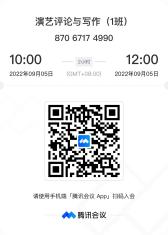 演艺评论与写作（1班）
870 6717 4990
10:00 2小时 12:00
2022年09月05日 (GMT+08:00) 2022年09月05日
请使用手机端「腾讯会议 App」扫码入会
腾讯会议